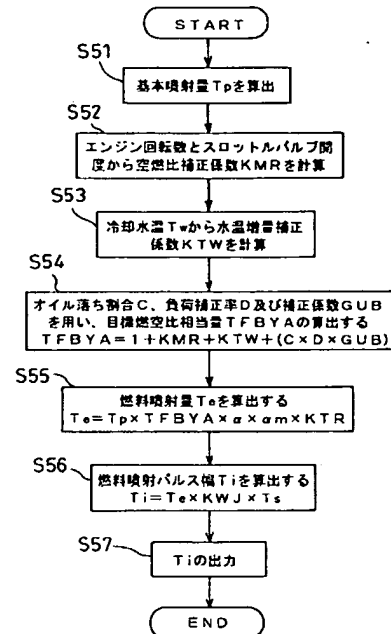 START
S51
基本噴射量Tpを算出
S52
エンジン回転数とスロットルバルブ開
度から空燃比補正係数KMRを計算
S53
冷却水温Twから水温増量補正
係数KTWを計算
S54
オイル落ち割合C、負荷補正率D及び補正係数GUB
を用い、目標燃空比相当量TFBYAの算出する
TFBYA=1+KMR+KTW+(C×D×GUB)
S55
燃料噴射量Teを算出する
Te=Tp×TFBYA×α×αm×KTR
S56
燃料噴射パルス幅Tiを算出する
Ti=Te×KWJ×Ts
S57
Tiの出力
END